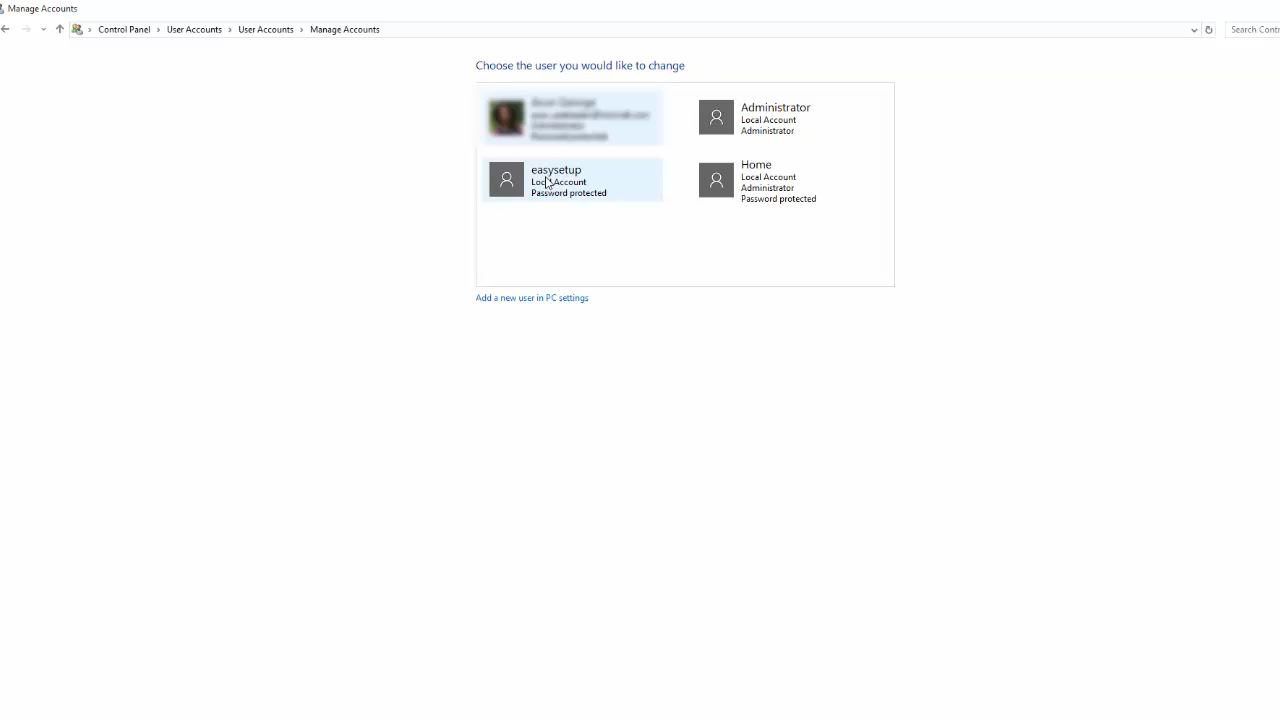 Manage Accounts
Control Panel > User Accounts > User Accounts > Manage Accounts
Search Contr
Choose the user you would like to change
Administrator
Local Account
Administrator
easysetup
Local Account
Password protected
Home
Local Account
Administrator
Password protected
Add a new user in PC settings